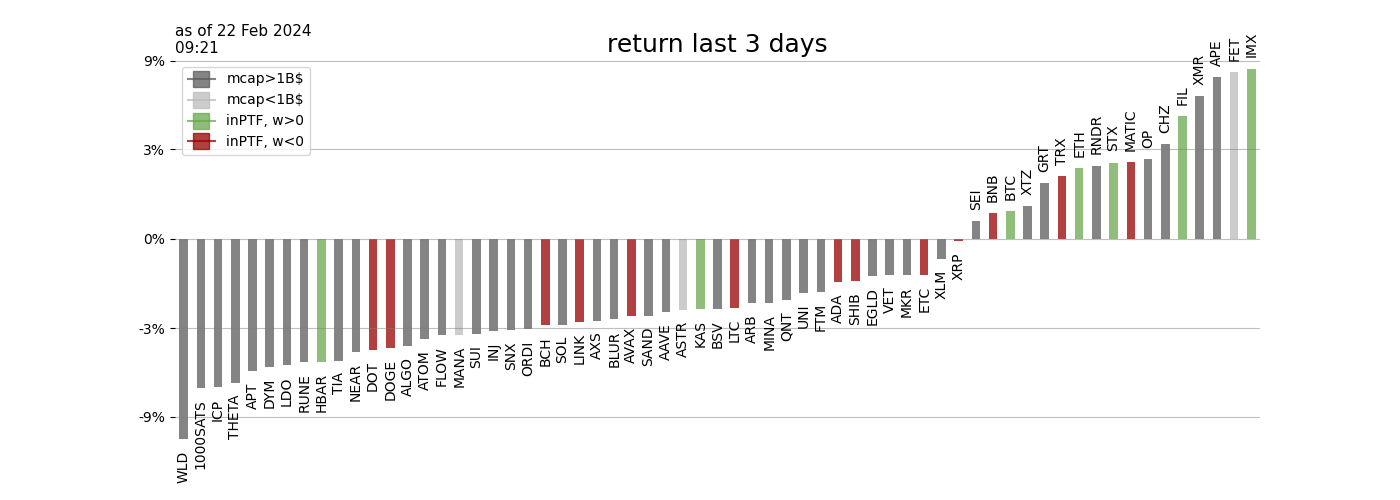 as of 22 Feb 2024
09:21
return last 3 days
9%
3%
0%
-3%
-9%
mcap>1B$
mcap<1B$
inPTF, w>0
inPTF, w<0
WLD
1000SATS
ICP
THETA
APT
DYM
LDO
RUNE
HBAR
TIA
NEAR
DOT
DOGE
ALGO
ATOM
FLOW
MANA
SUI
INJ
SNX
ORDI
BCH
SOL
LINK
AXS
BLUR
AVAX
SAND
AAVE
ASTR
KAS
BSV
LTC
ARB
MINA
QNT
UNI
FTM
ADA
SHIB
EGLD
VET
MKR
ETC
XLM
XRP
SEI
BNB
BTC
XTZ
GRT
TRX
ETH
RNDR
STX
MATIC
OP
CHZ
FIL
XMR
APE
FET
IMX